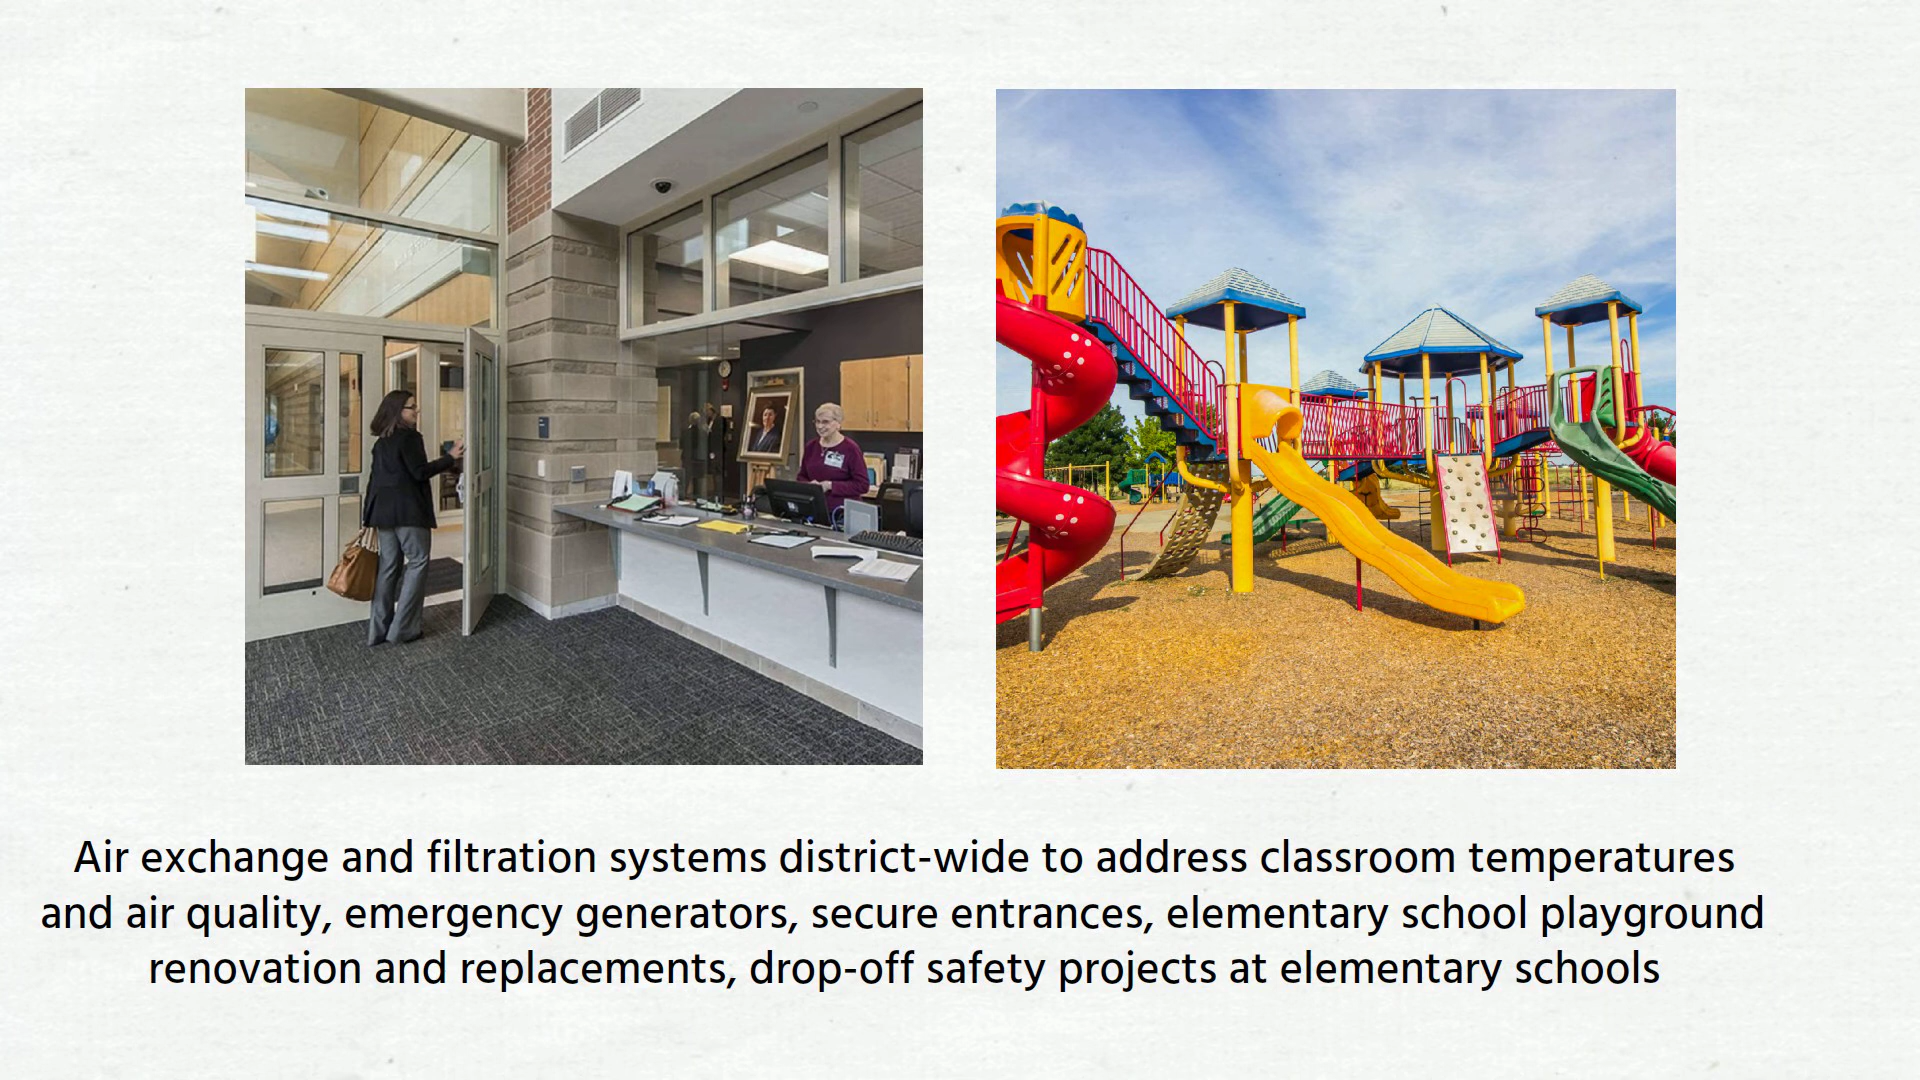 Air exchange and filtration systems district-wide to address classroom temperatures
and air quality, emergency generators, secure entrances, elementary school playground
renovation and replacements, drop-off safety projects at elementary schools